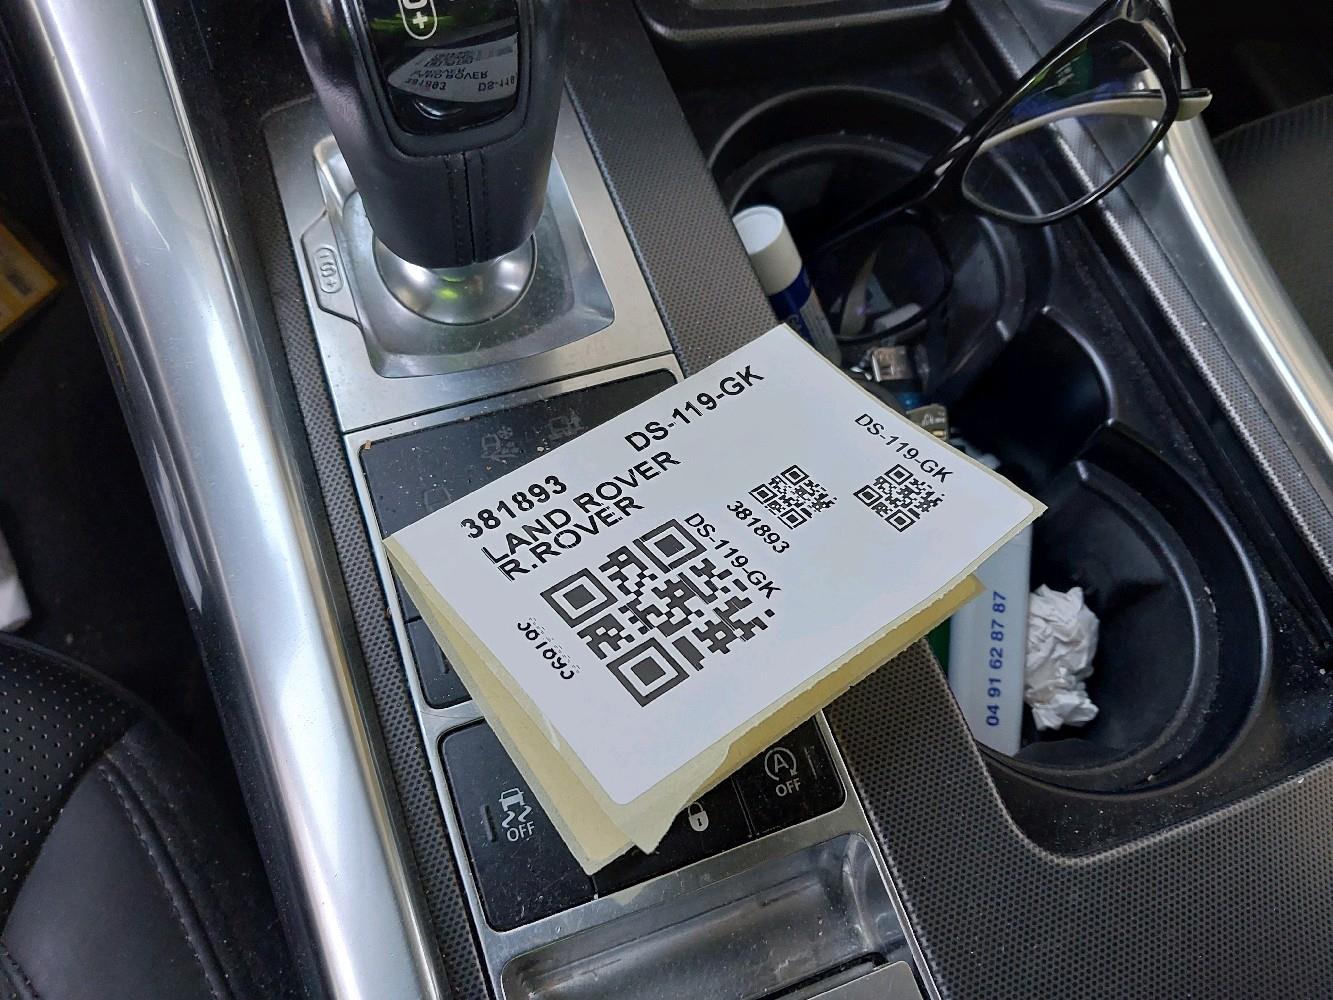 381893 DS-119-GK
LAND ROVER
R.ROVER
DS-119-GK
381893
381893
DS-119-GK
DS-119-GK
381893
04 91 62 87 87
OFF
A
OFF
-S+
+